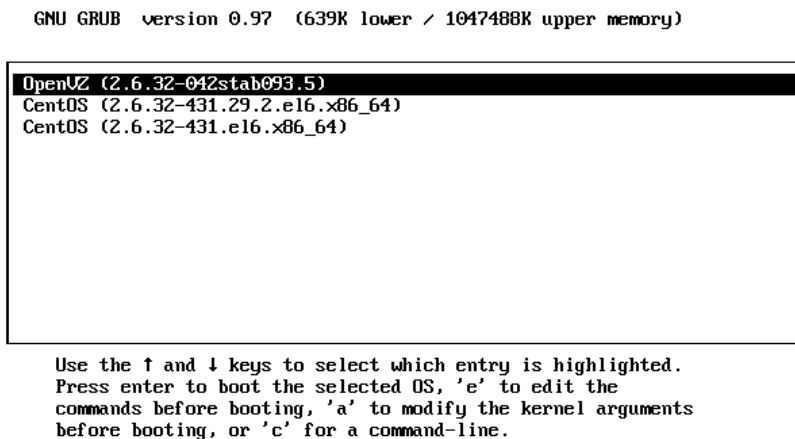 GNU GRUB  version 0.97  (639K lower / 1047488K upper memory)
OpenVZ (2.6.32-042stab093.5)
CentOS (2.6.32-431.29.2.el6.x86_64)
CentOS (2.6.32-431.el6.x86_64)
Use the ↑ and ↓ keys to select which entry is highlighted.
Press enter to boot the selected OS, 'e' to edit the
commands before booting, 'a' to modify the kernel arguments
before booting, or 'c' for a command-line.